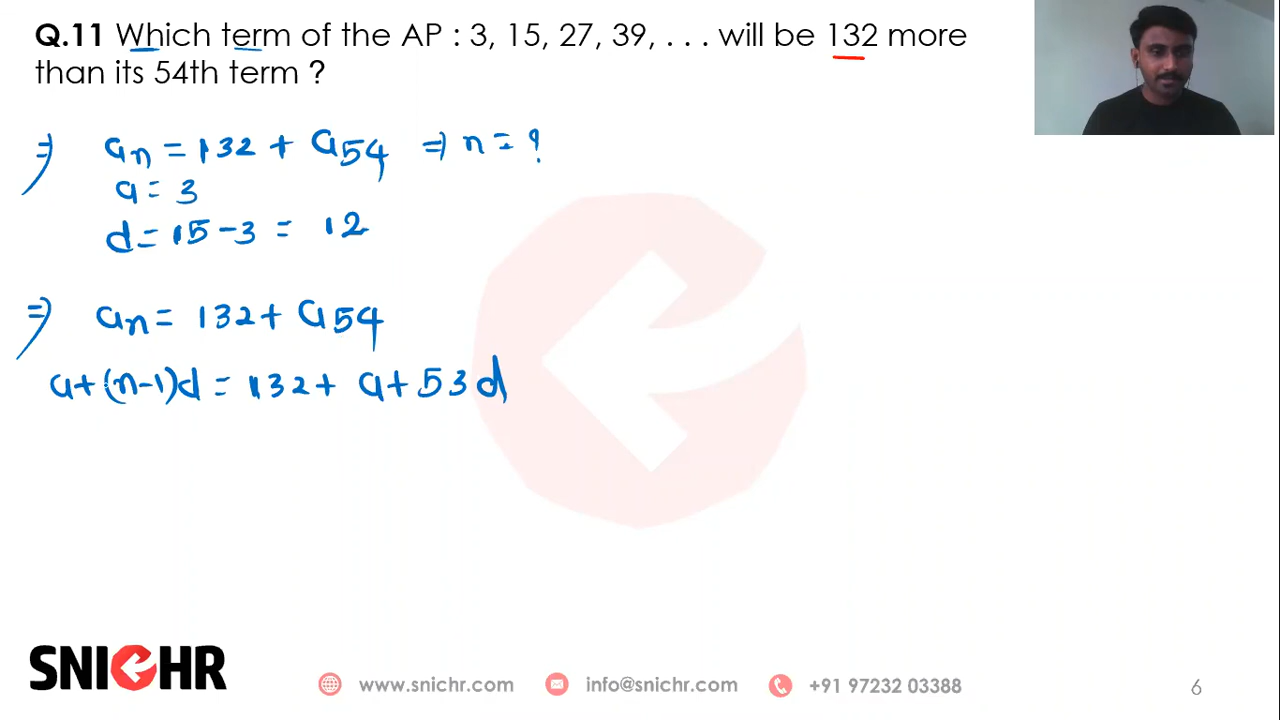 Q.11 Which term of the AP : 3, 15, 27, 39, . . . will be 132 more
than its 54th term ?
⇒ an = 132 + a54 ⇒ n = ?
a = 3
d = 15 - 3 = 12
⇒ an = 132 + a54
a+(n-1)d = 132 + a+53d
SNICHR
www.snichr.com info@snichr.com +91 97232 03388 6